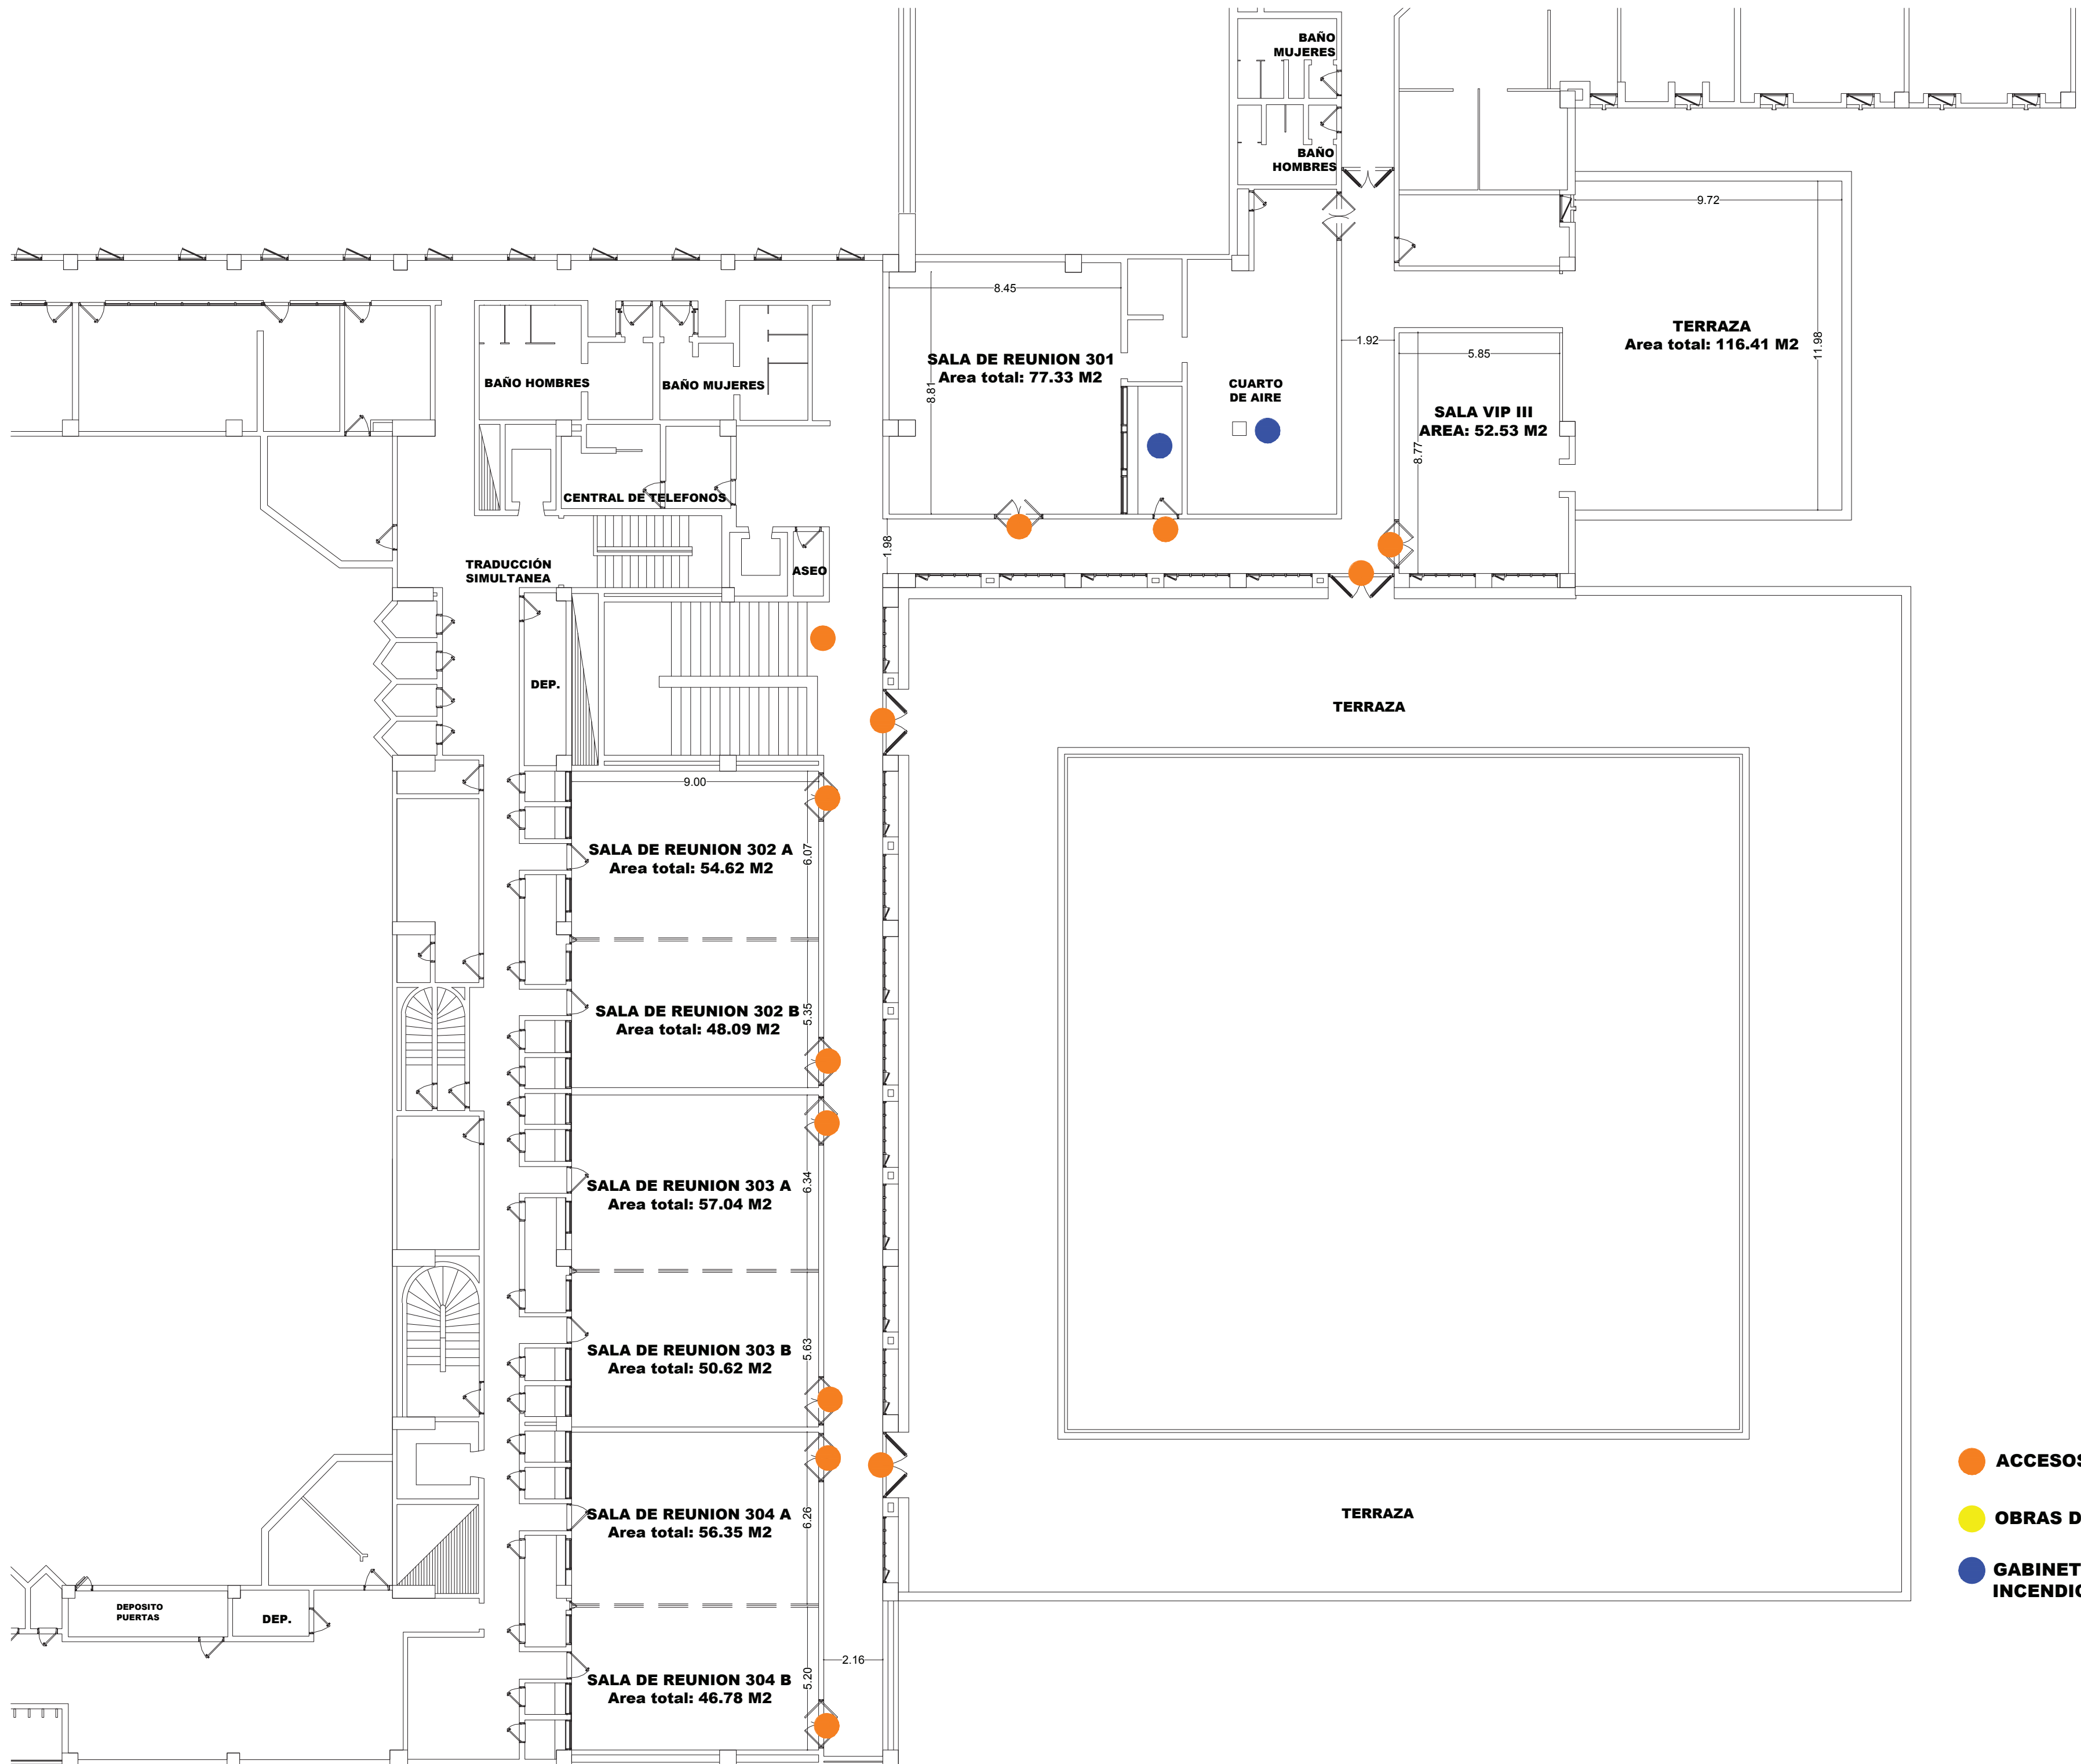 BAÑO
MUJERES
BAÑO
HOMBRES
9.72
8.45
TERRAZA
Area total: 116.41 M2
11.98
1.92
5.85
SALA DE REUNION 301
Area total: 77.33 M2
8.81
BAÑO HOMBRES
BAÑO MUJERES
CUARTO
DE AIRE
SALA VIP III
AREA: 52.53 M2
8.77
CENTRAL DE TELEFONOS
1.98
TRADUCCIÓN
SIMULTANEA
ASEO
DEP.
TERRAZA
9.00
SALA DE REUNION 302 A
Area total: 54.62 M2
6.07
SALA DE REUNION 302 B
Area total: 48.09 M2
5.35
SALA DE REUNION 303 A
Area total: 57.04 M2
6.34
SALA DE REUNION 303 B
Area total: 50.62 M2
5.63
ACCESOS
SALA DE REUNION 304 A
Area total: 56.35 M2
6.26
TERRAZA
OBRAS D
GABINET
INCENDIO
DEPOSITO
PUERTAS
DEP.
2.16
SALA DE REUNION 304 B
Area total: 46.78 M2
5.20